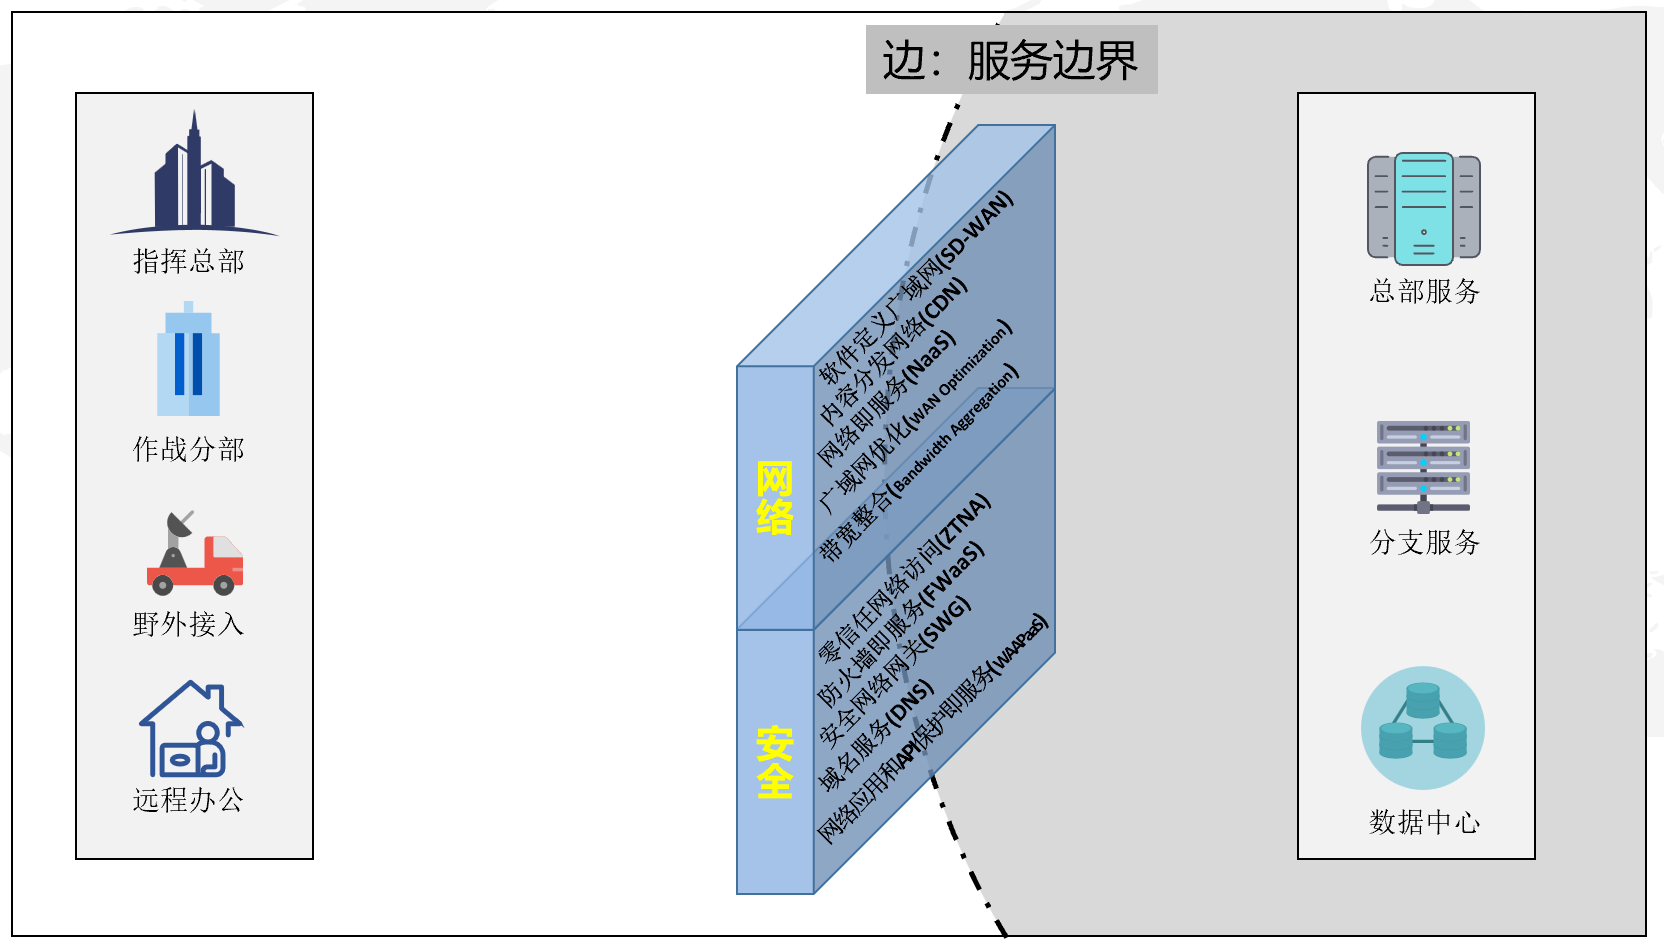 边：服务边界
指挥总部
作战分部
野外接入
远程办公
网络
软件定义广域网(SD-WAN)
内容分发网络(CDN)
网络即服务(NaaS)
广域网优化(WAN Optimization)
带宽整合(Bandwidth Aggregation)
安全
零信任网络访问(ZTNA)
防火墙即服务(FWaaS)
安全网络网关(SWG)
域名服务(DNS)
网络应用和API保护即服务(WAAPaaS)
总部服务
分支服务
数据中心